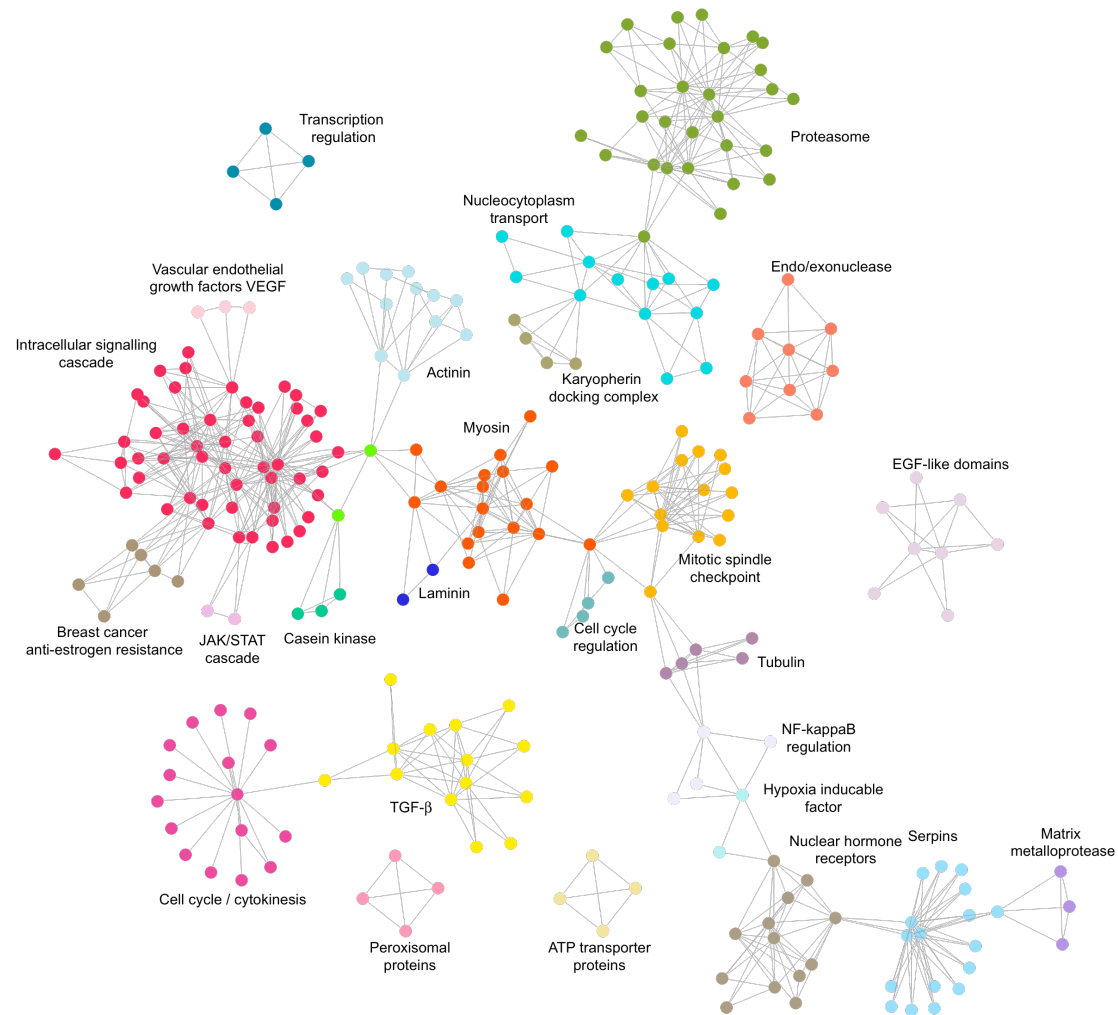 Transcription
regulation
Proteasome
Nucleocytoplasm
transport
Vascular endothelial
growth factors VEGF
Endo/exonuclease
Intracellular signalling
cascade
Actinin
Karyopherin
docking complex
Myosin
EGF-like domains
Mitotic spindle
checkpoint
Laminin
Breast cancer
anti-estrogen resistance
JAK/STAT
cascade
Casein kinase
Cell cycle
regulation
Tubulin
NF-kappaB
regulation
TGF-β
Hypoxia inducable
factor
Nuclear hormone
receptors
Serpins
Matrix
metalloprotease
Cell cycle / cytokinesis
Peroxisomal
proteins
ATP transporter
proteins